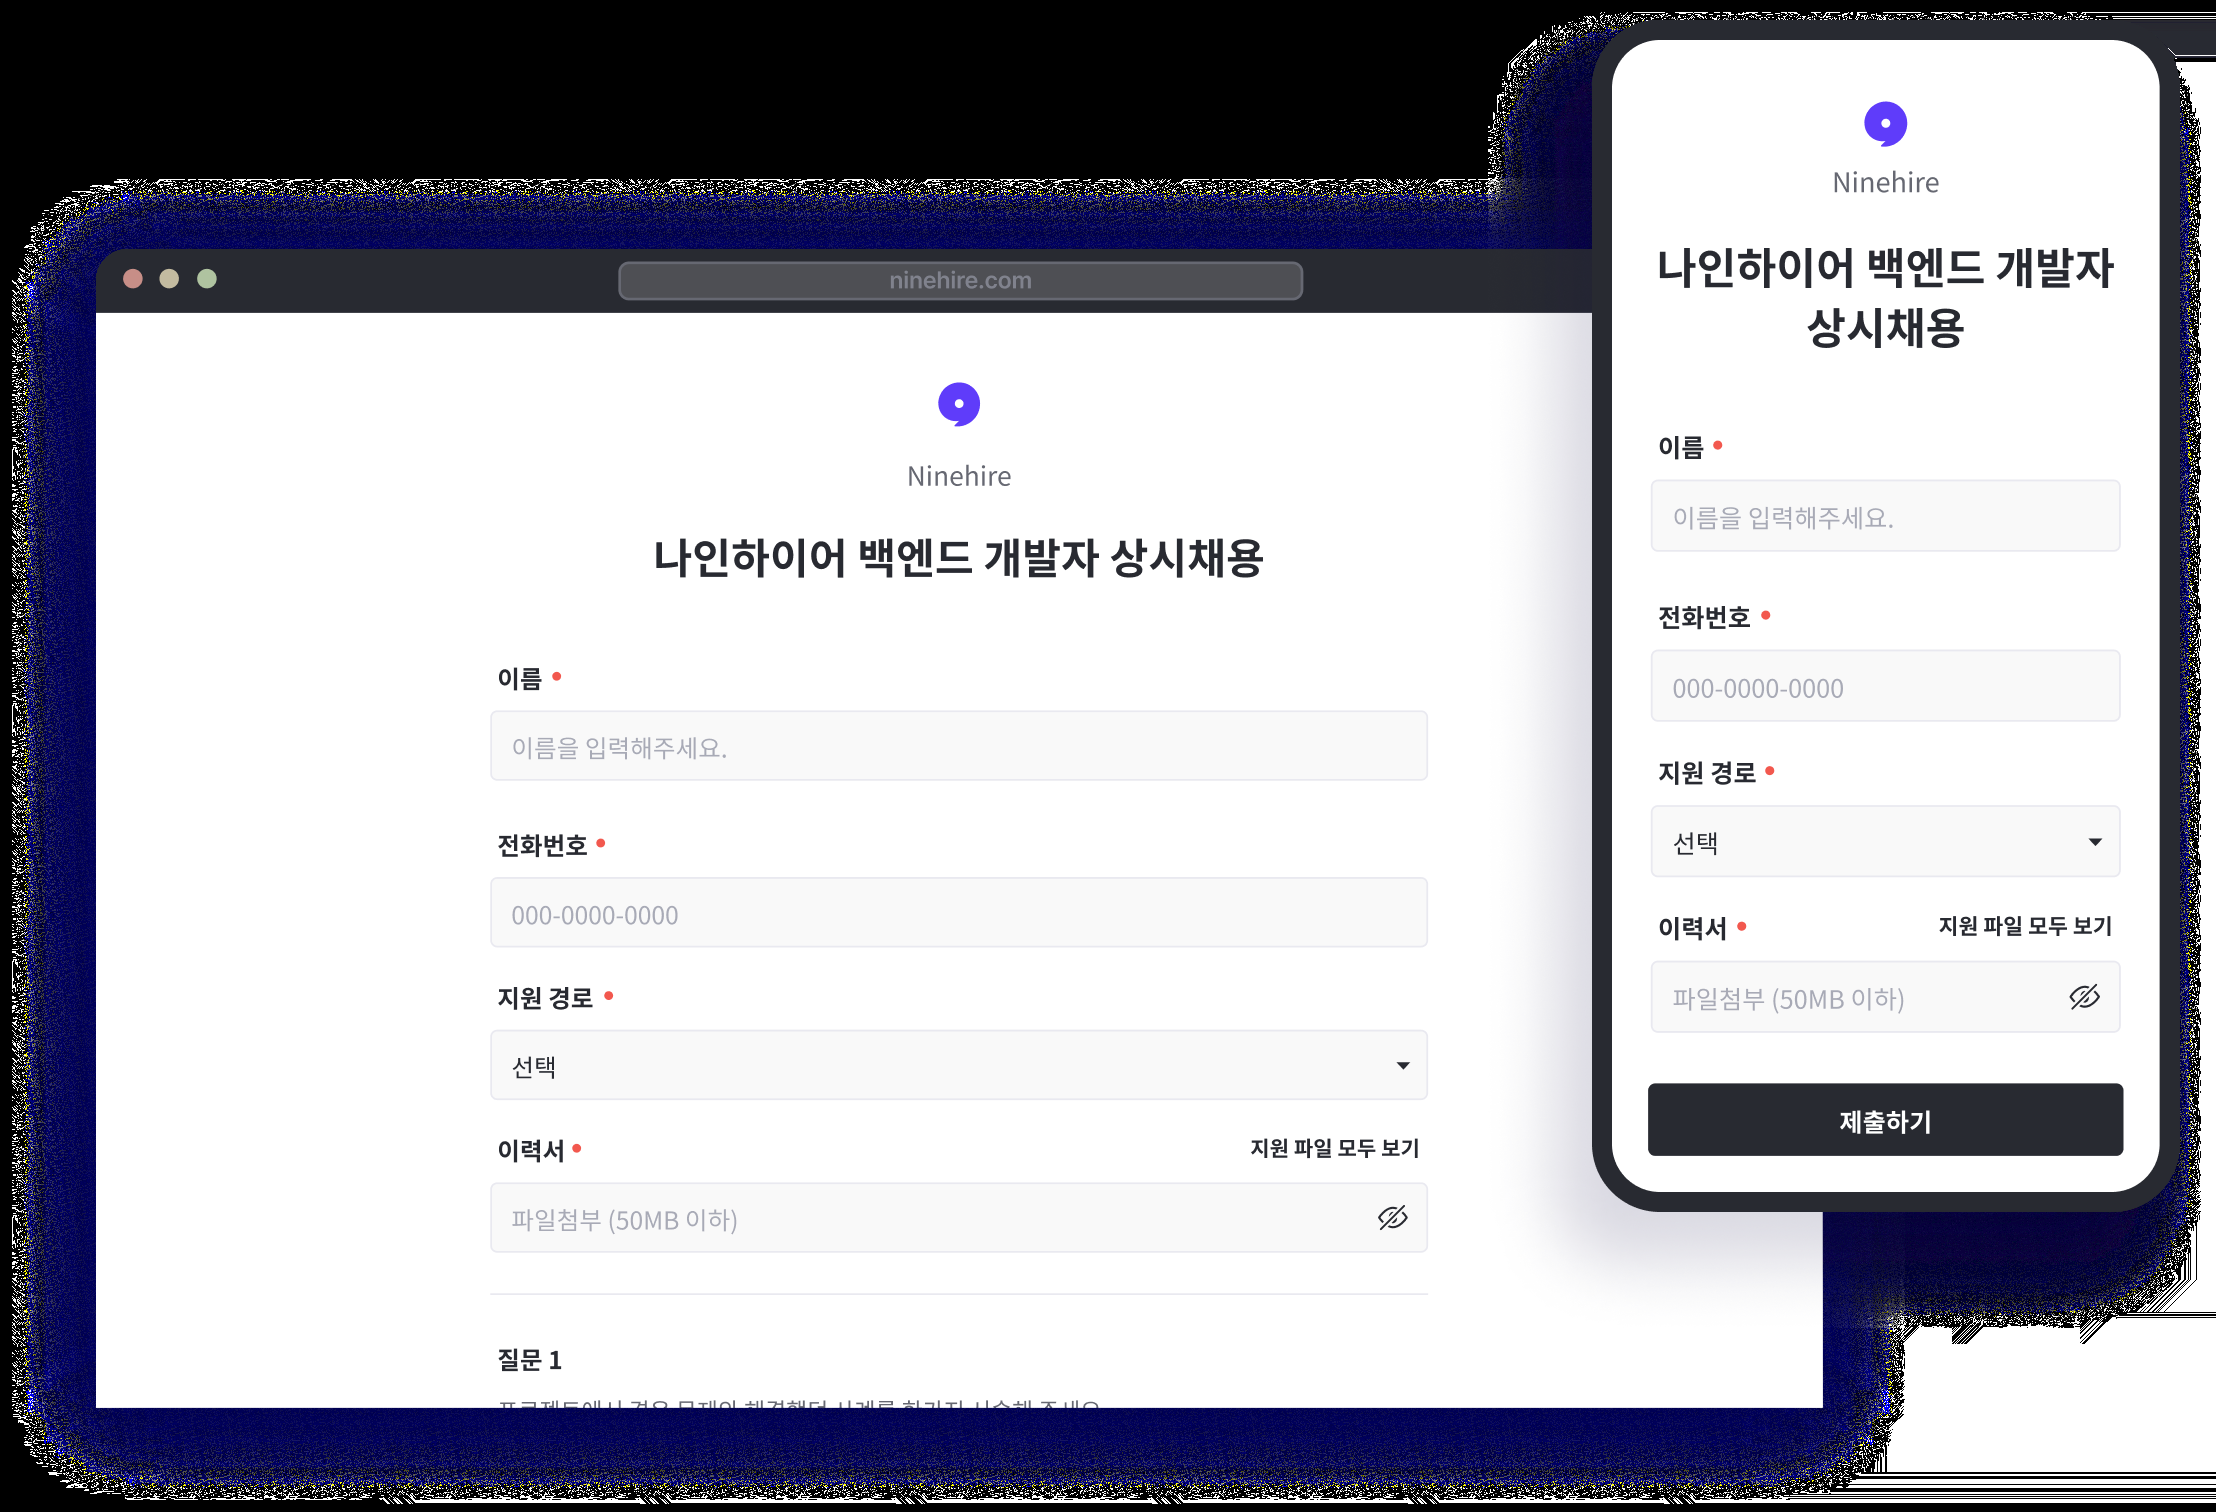 ninehire.com
Ninehire
나인하이어 백엔드 개발자 상시채용
이름
이름을 입력해주세요.
전화번호
000-0000-0000
지원 경로
선택
이력서 지원 파일 모두 보기
파일첨부 (50MB 이하)
질문 1
Ninehire
나인하이어 백엔드 개발자
상시채용
이름
이름을 입력해주세요.
전화번호
000-0000-0000
지원 경로
선택
이력서 지원 파일 모두 보기
파일첨부 (50MB 이하)
제출하기